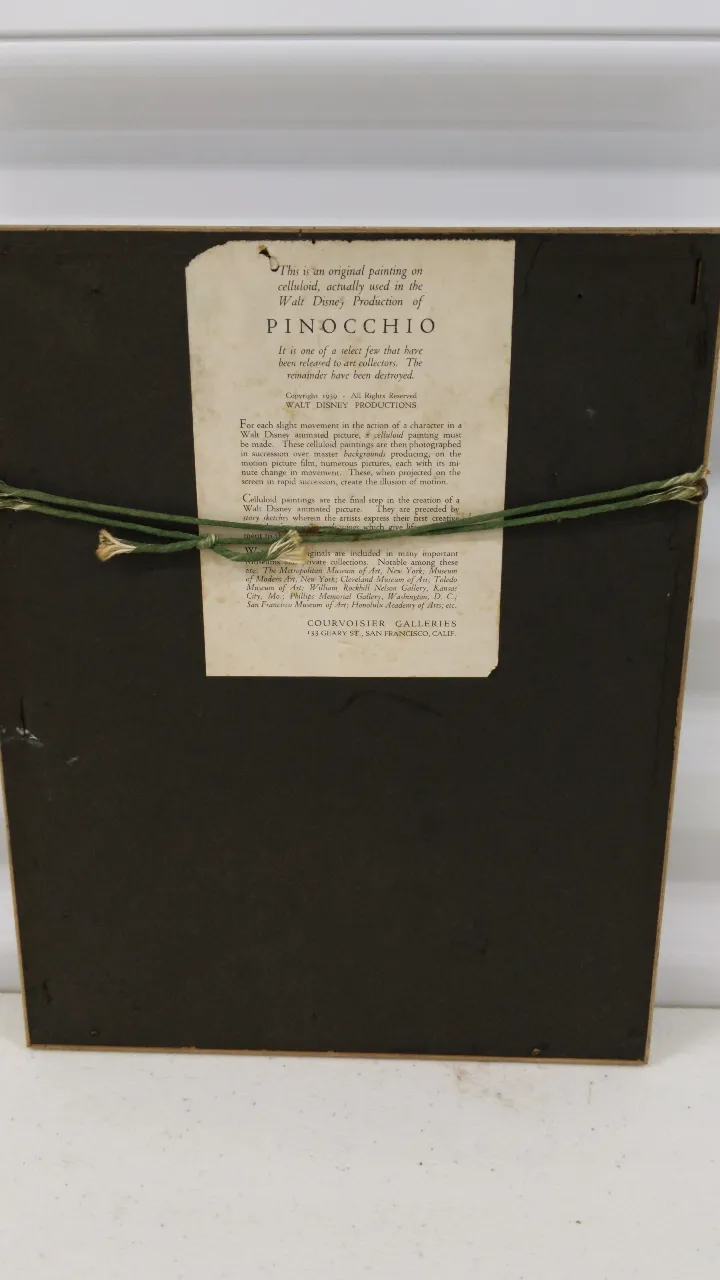 This is an original painting on
celluloid, actually used in the
Walt Disney Production of
PINOCCHIO
It is one of a select few that have
been released to art collectors. The
remainder have been destroyed.
Copyright 1939 - All Rights Reserved
WALT DISNEY PRODUCTIONS
For each slight movement in the action of a character in a
Walt Disney animated picture, a celluloid painting must
be made. These celluloid paintings are then photographed
in succession over master backgrounds producing, on the
motion picture film, numerous pictures, each with its mi-
nute change in movement. These, when projected on the
screen in rapid succession, create the illusion of motion.
Celluloid paintings are the final step in the creation of a
Walt Disney animated picture. They are preceded by
story sketches wherein the artists express their first creative
which give
ment to
originals are included in many important
Museums private collections. Notable among these
are: The Metropolitan Museum of Art, New York; Museum
of Modern Art, New York; Cleveland Museum of Art; Toledo
Museum of Art; William Rockhill Nelson Gallery, Kansas
City, Mo.; Phillips Memorial Gallery, Washington, D. C.;
San Francisco Museum of Art; Honolulu Academy of Arts; etc.
COURVOISIER GALLERIES
133 GEARY ST., SAN FRANCISCO, CALIF.